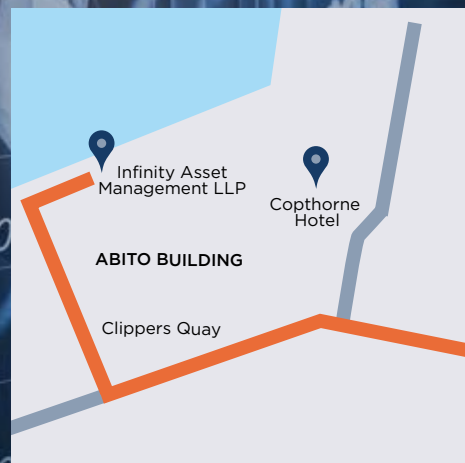 Infinity Asset
Management LLP
Copthorne
Hotel
ABITO BUILDING
Clippers Quay